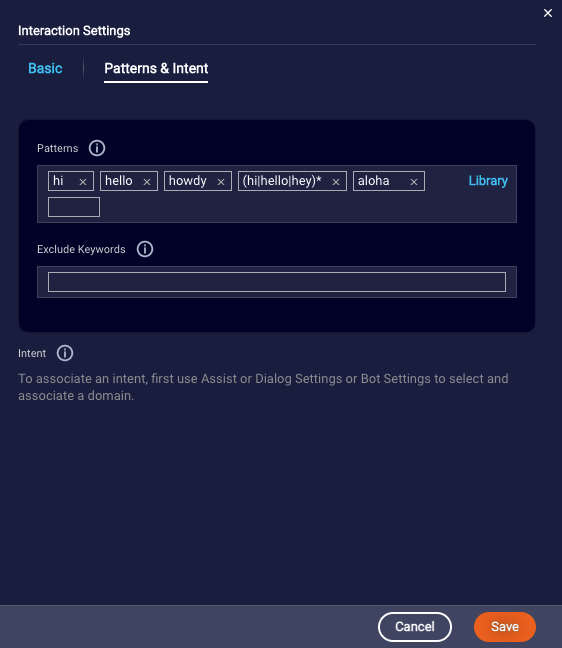 Interaction Settings
Basic
Patterns & Intent
Patterns
hi × hello × howdy × (hi|hello|hey)* × aloha × Library
Exclude Keywords
Intent
To associate an intent, first use Assist or Dialog Settings or Bot Settings to select and
associate a domain.
Cancel Save